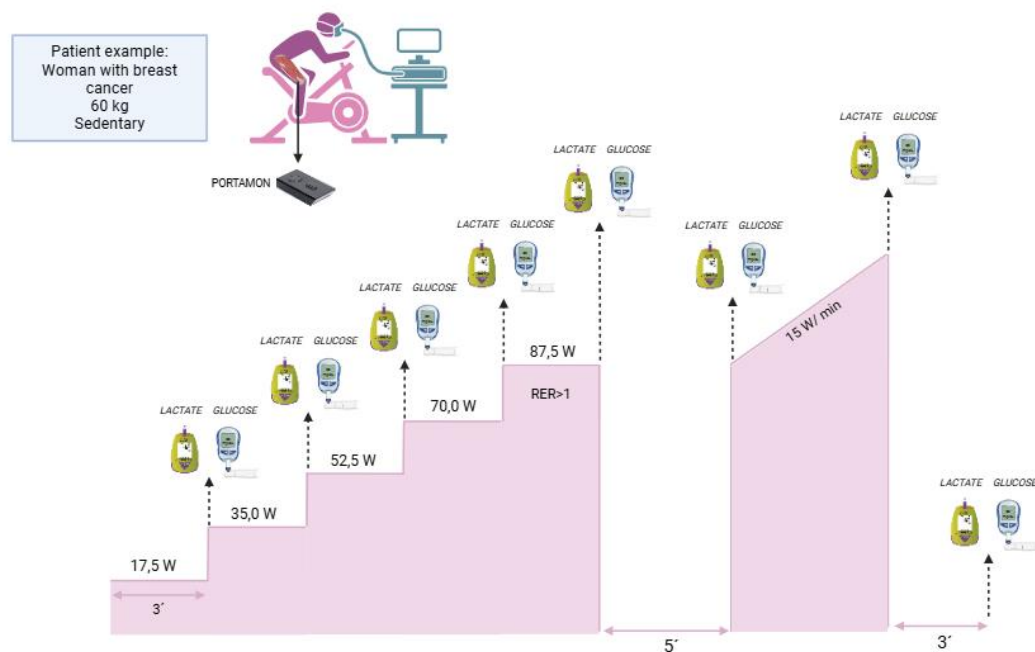 Patient example:
Woman with breast
cancer
60 kg
Sedentary
PORTAMON
LACTATE GLUCOSE
LACTATE GLUCOSE
LACTATE GLUCOSE
LACTATE GLUCOSE
LACTATE GLUCOSE
LACTATE GLUCOSE
LACTATE GLUCOSE
LACTATE GLUCOSE
17,5 W
35,0 W
52,5 W
70,0 W
87,5 W
RER>1
15 W/ min
3´
5´
3´